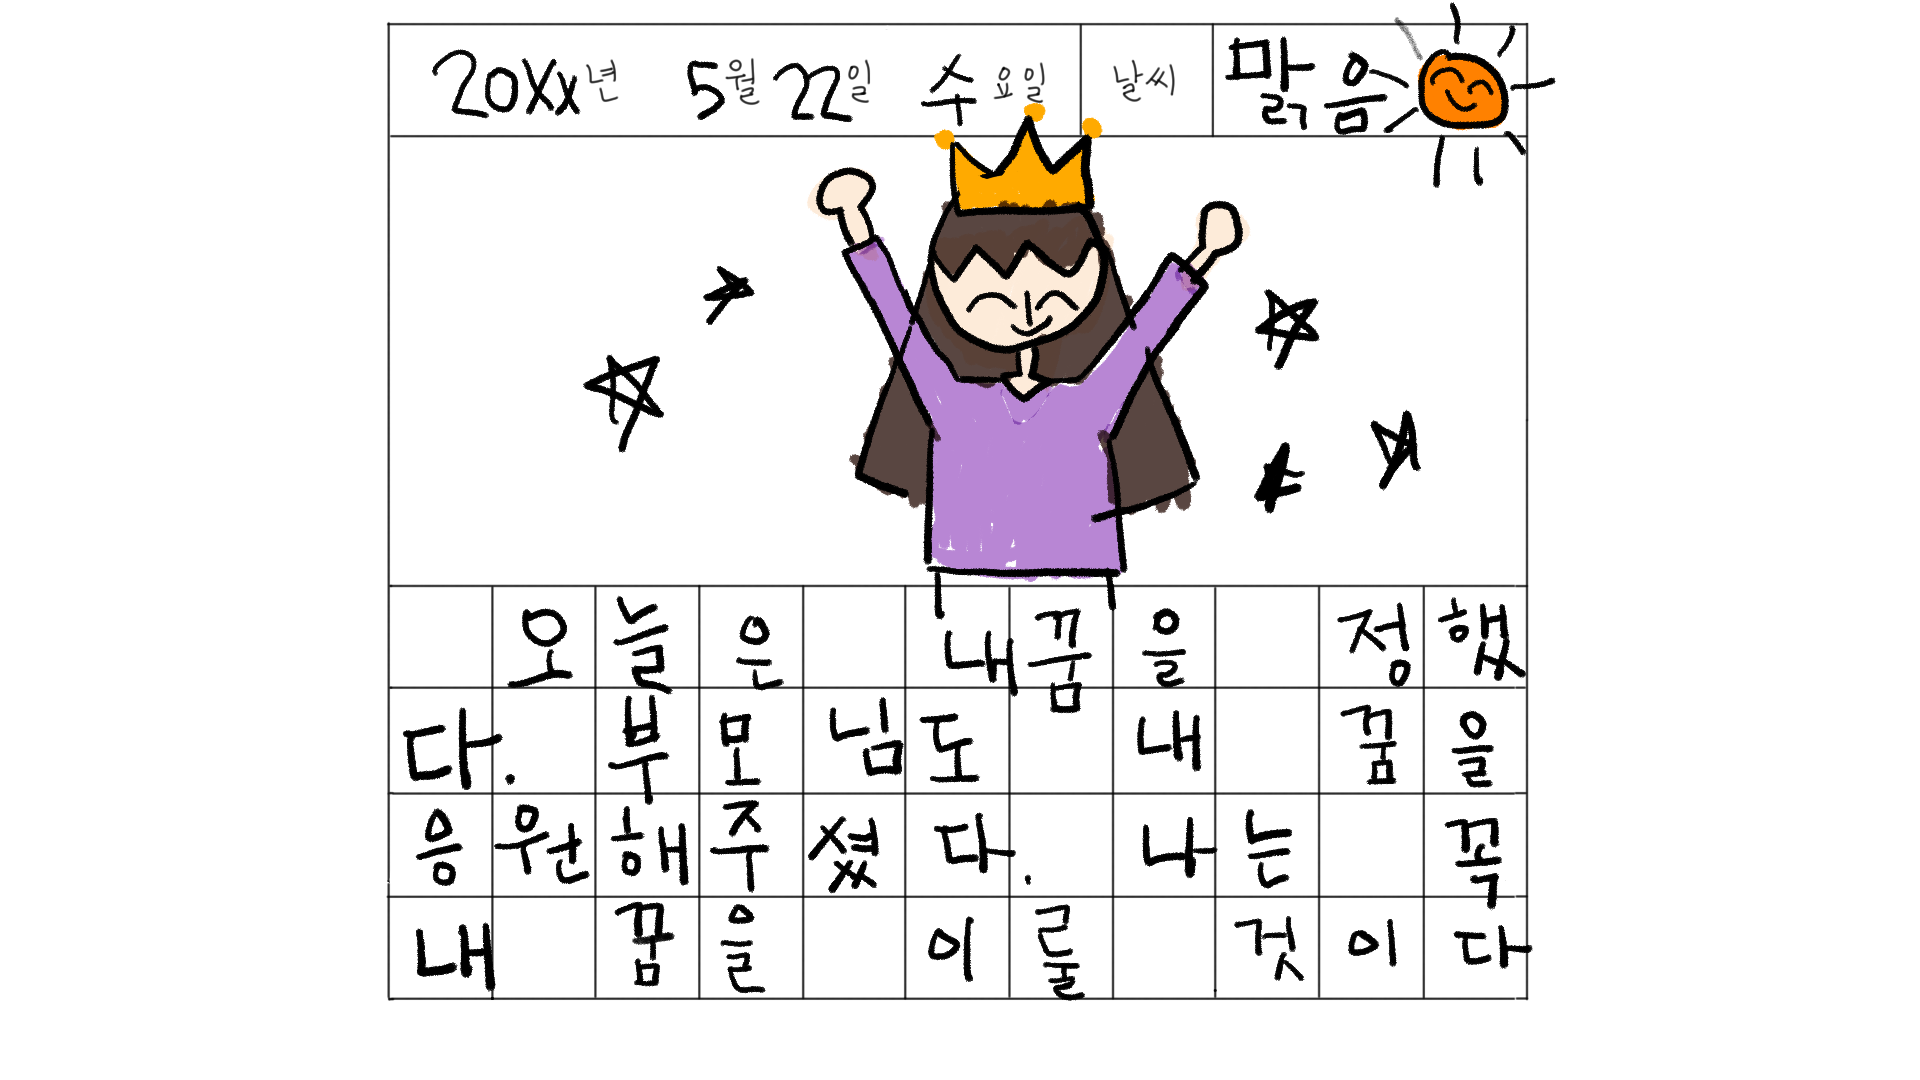 20XX년 5월 22일 수요일 날씨 맑음
오늘은 내꿈을 정했
다. 부모님도 내 꿈을
응원해주셨다. 나는 꼭
내 꿈을 이룰 것이다